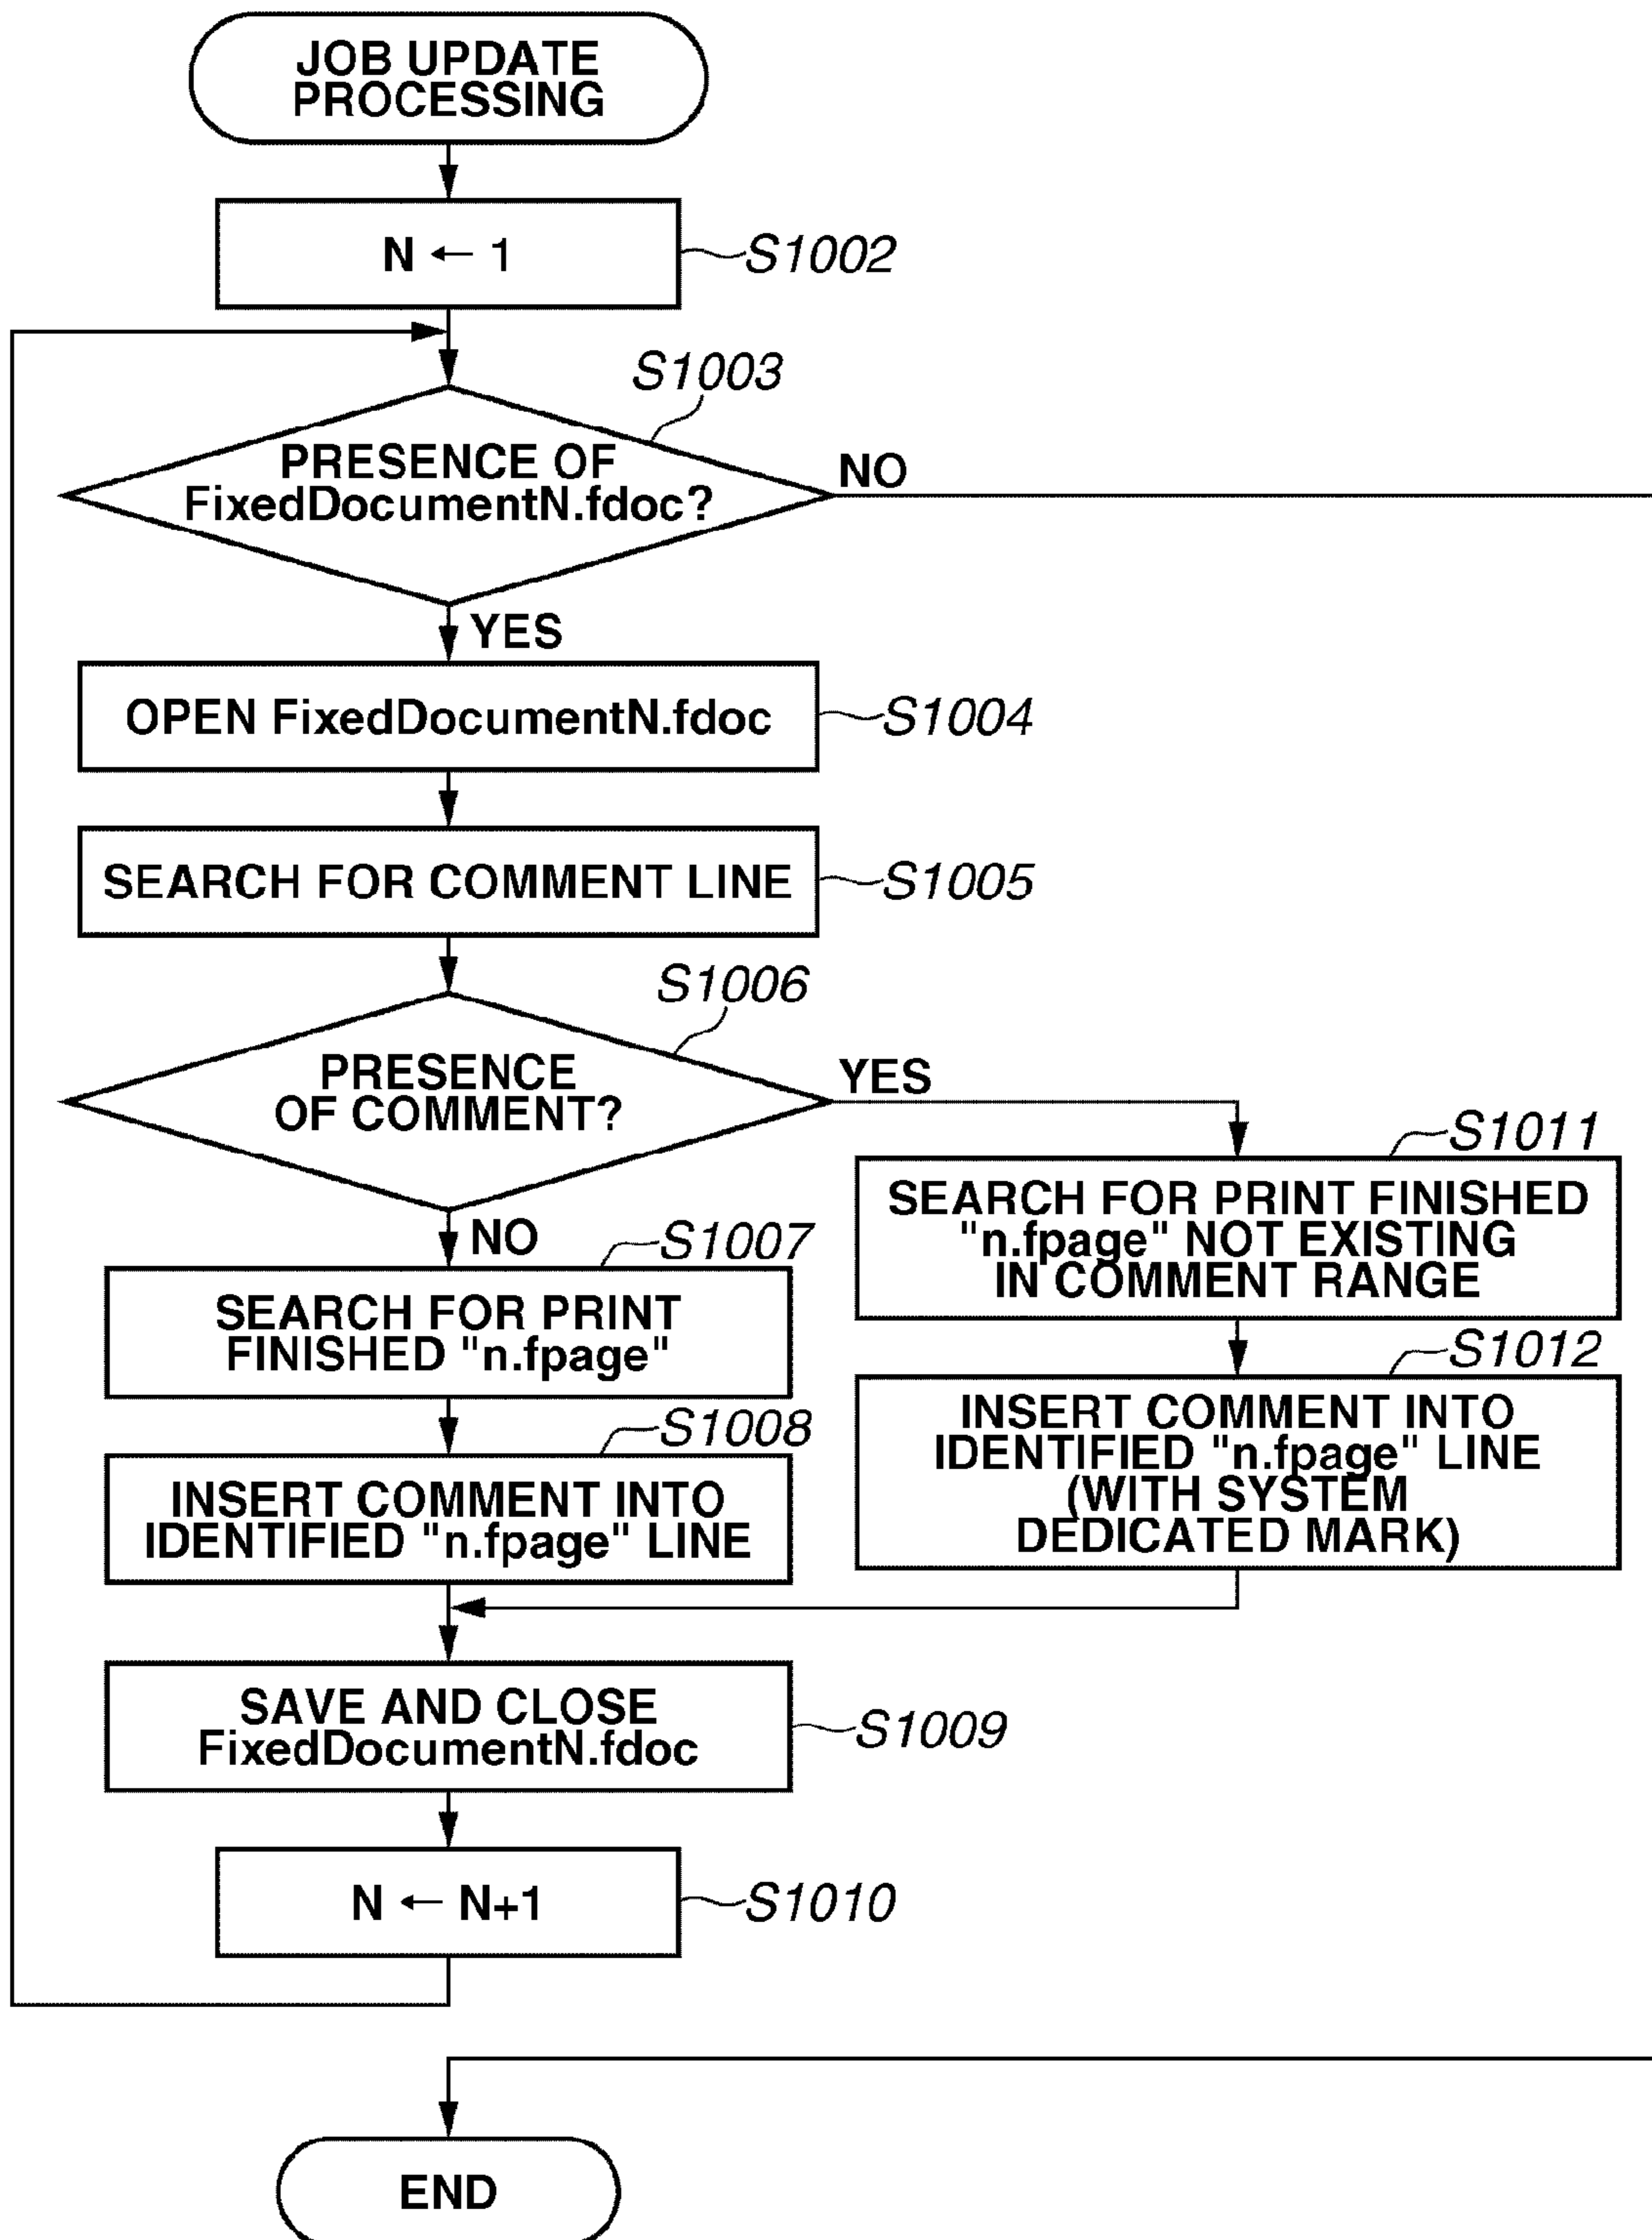 JOB UPDATE
PROCESSING
N ← 1
S1002
S1003
PRESENCE OF
FixedDocumentN.fdoc?
NO
YES
OPEN FixedDocumentN.fdoc
S1004
SEARCH FOR COMMENT LINE
S1005
S1006
PRESENCE
OF COMMENT?
YES
NO
S1011
SEARCH FOR PRINT FINISHED
"n.fpage" NOT EXISTING
IN COMMENT RANGE
S1007
SEARCH FOR PRINT
FINISHED "n.fpage"
S1012
INSERT COMMENT INTO
IDENTIFIED "n.fpage" LINE
(WITH SYSTEM
DEDICATED MARK)
S1008
INSERT COMMENT INTO
IDENTIFIED "n.fpage" LINE
SAVE AND CLOSE
FixedDocumentN.fdoc
S1009
N ← N+1
S1010
END